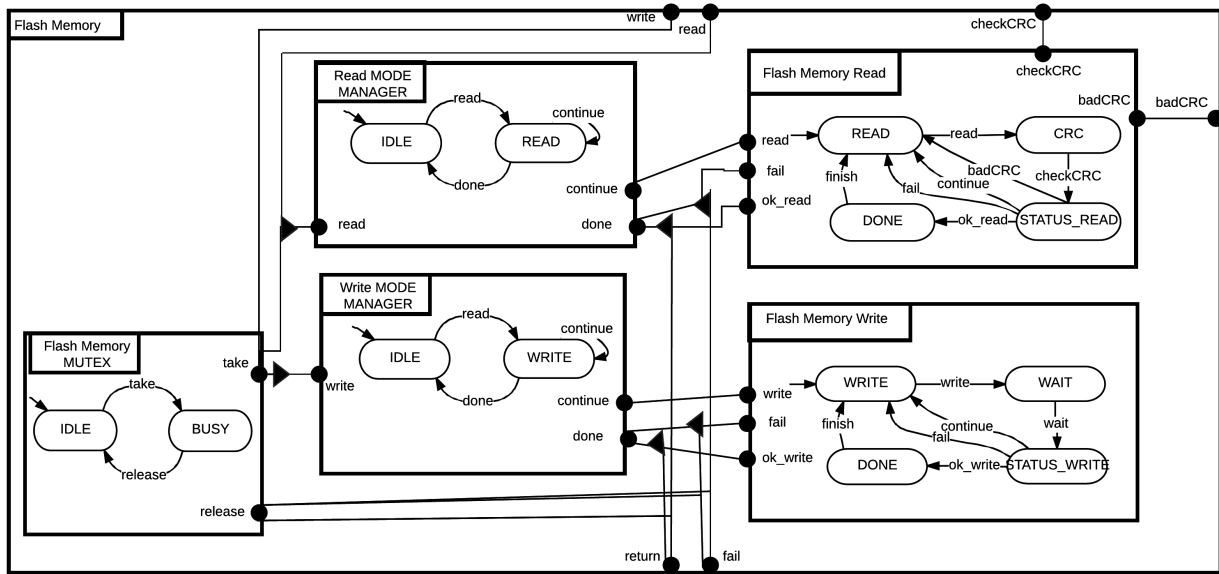 Flash Memory
write
read
checkCRC
checkCRC
badCRC
badCRC
Read MODE
MANAGER
read
continue
IDLE
READ
done
continue
read
done
Flash Memory Read
read
fail
ok_read
READ
read
CRC
badCRC
checkCRC
finish
fail
continue
DONE
ok_read
STATUS_READ
Write MODE
MANAGER
read
continue
IDLE
WRITE
done
write
continue
done
Flash Memory
MUTEX
take
take
IDLE
BUSY
release
release
Flash Memory Write
write
fail
ok_write
WRITE
write
WAIT
wait
finish
continue
fail
DONE
ok_write
STATUS_WRITE
return
fail